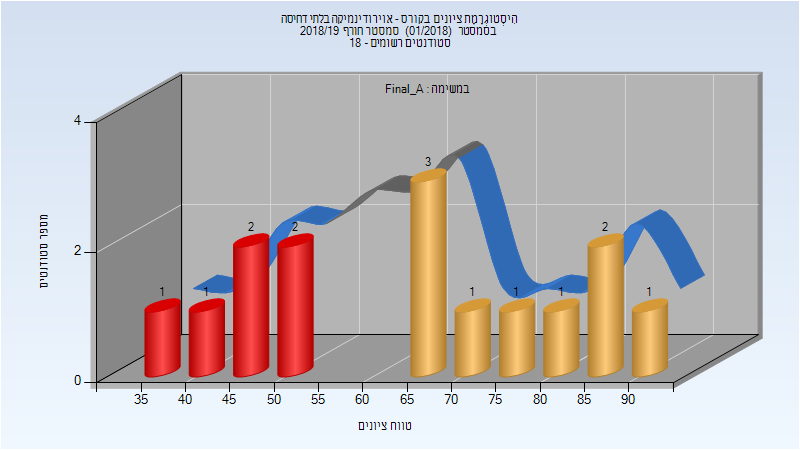 היסטוגרמת ציונים בקורס - אוירודינמיקה בלתי דחיסה
בסמסטר (01/2018) סמסטר חורף 2018/19
סטודנטים רשומים - 18
במשימה : Final_A
מספר סטודנטים
4
2
0
1
1
2
2
3
1
1
1
2
1
35 40 45 50 55 60 65 70 75 80 85 90
טווח ציונים